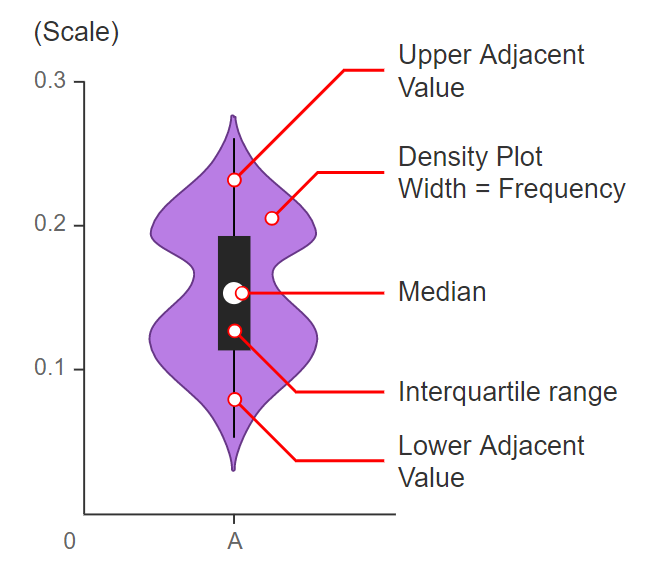 (Scale)
Upper Adjacent
Value
0.3
Density Plot
Width = Frequency
0.2
Median
0.1
Interquartile range
Lower Adjacent
Value
0
A